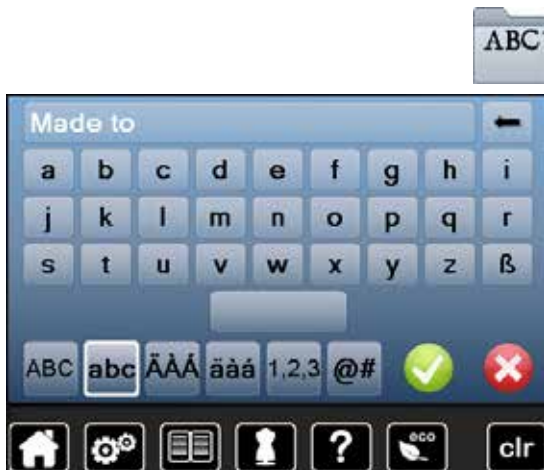 ABC
Made to
a b c d e f g h i
j k l m n o p q r
s t u v w x y z ß
ABC abc ÄÀÁ äàá 1,2,3 @#
? eco clr